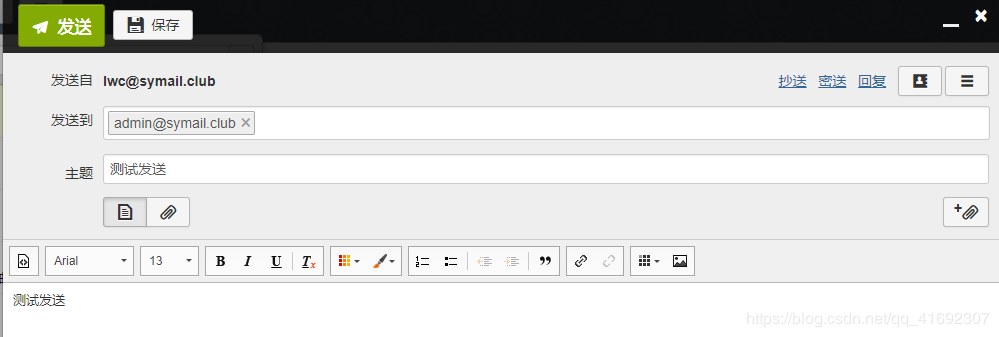 发送 保存
发送自 lwc@symail.club 抄送 密送 回复
发送到 admin@symail.club ×
主题 测试发送
Arial 13 B I U Tx
测试发送
https://blog.csdn.net/qq_41692307